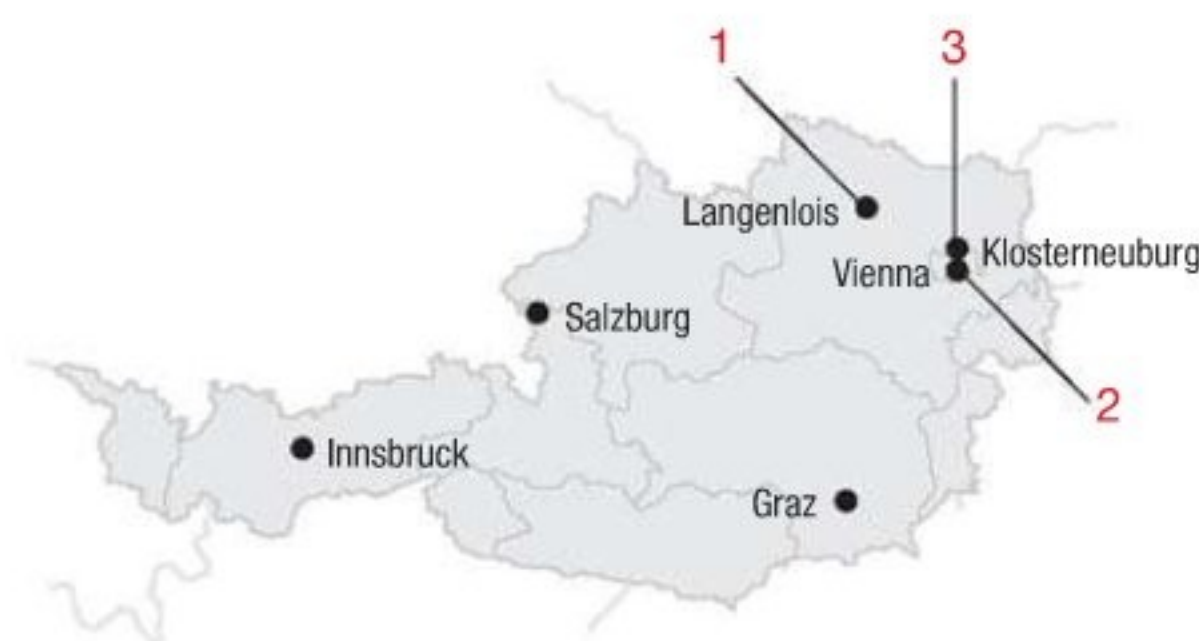 1
3
Langenlois
Klosterneuburg
Vienna
Salzburg
2
Innsbruck
Graz